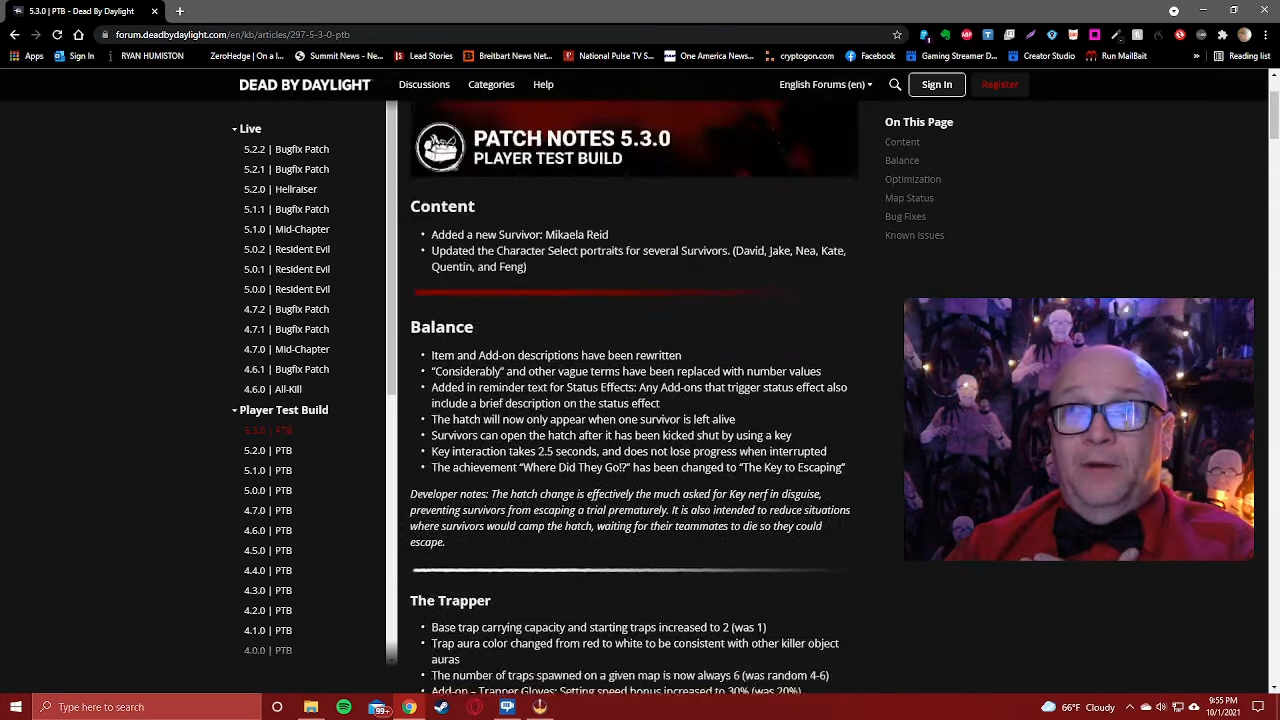 5.3.0 | PTB - Dead by Daylight
forum.deadbydaylight.com/en/kb/articles/297-5-3-0-ptb
Apps
Sign In
RYAN HUMISTON
ZeroHedge | On a l...
Summit News - Ne...
Lead Stories
Breitbart News Net...
National Pulse TV S...
One America News...
cryptogon.com
Facebook
Gaming Stremer D...
Creator Studio
Run MailBait
»
Reading list
DEAD BY DAYLIGHT
Discussions
Categories
Help
English Forums (en)
Sign In
Register
Live
5.2.2 | Bugfix Patch
5.2.1 | Bugfix Patch
5.2.0 | Hellraiser
5.1.1 | Bugfix Patch
5.1.0 | Mid-Chapter
5.0.2 | Resident Evil
5.0.1 | Resident Evil
5.0.0 | Resident Evil
4.7.2 | Bugfix Patch
4.7.1 | Bugfix Patch
4.7.0 | Mid-Chapter
4.6.1 | Bugfix Patch
4.6.0 | All-Kill
Player Test Build
5.3.0 | PTB
5.2.0 | PTB
5.1.0 | PTB
5.0.0 | PTB
4.7.0 | PTB
4.6.0 | PTB
4.5.0 | PTB
4.4.0 | PTB
4.3.0 | PTB
4.2.0 | PTB
4.1.0 | PTB
4.0.0 | PTB
PATCH NOTES 5.3.0
PLAYER TEST BUILD
Content
• Added a new Survivor: Mikaela Reid
• Updated the Character Select portraits for several Survivors. (David, Jake, Nea, Kate,
Quentin, and Feng)
Balance
• Item and Add-on descriptions have been rewritten
• “Considerably” and other vague terms have been replaced with number values
• Added in reminder text for Status Effects: Any Add-ons that trigger status effect also
include a brief description on the status effect
• The hatch will now only appear when one survivor is left alive
• Survivors can open the hatch after it has been kicked shut by using a key
• Key interaction takes 2.5 seconds, and does not lose progress when interrupted
• The achievement “Where Did They Go!?” has been changed to “The Key to Escaping”
Developer notes: The hatch change is effectively the much asked for Key nerf in disguise,
preventing survivors from escaping a trial prematurely. It is also intended to reduce situations
where survivors would camp the hatch, waiting for their teammates to die so they could
escape.
The Trapper
• Base trap carrying capacity and starting traps increased to 2 (was 1)
• Trap aura color changed from red to white to be consistent with other killer object
auras
• The number of traps spawned on a given map is now always 6 (was random 4-6)
• Add-on – Trapper Gloves: Setting speed bonus increased to 30% (was 20%)
On This Page
Content
Balance
Optimization
Map Status
Bug Fixes
Known Issues
Type here to search
99+
66°F Cloudy
9:55 PM
10/1/2021